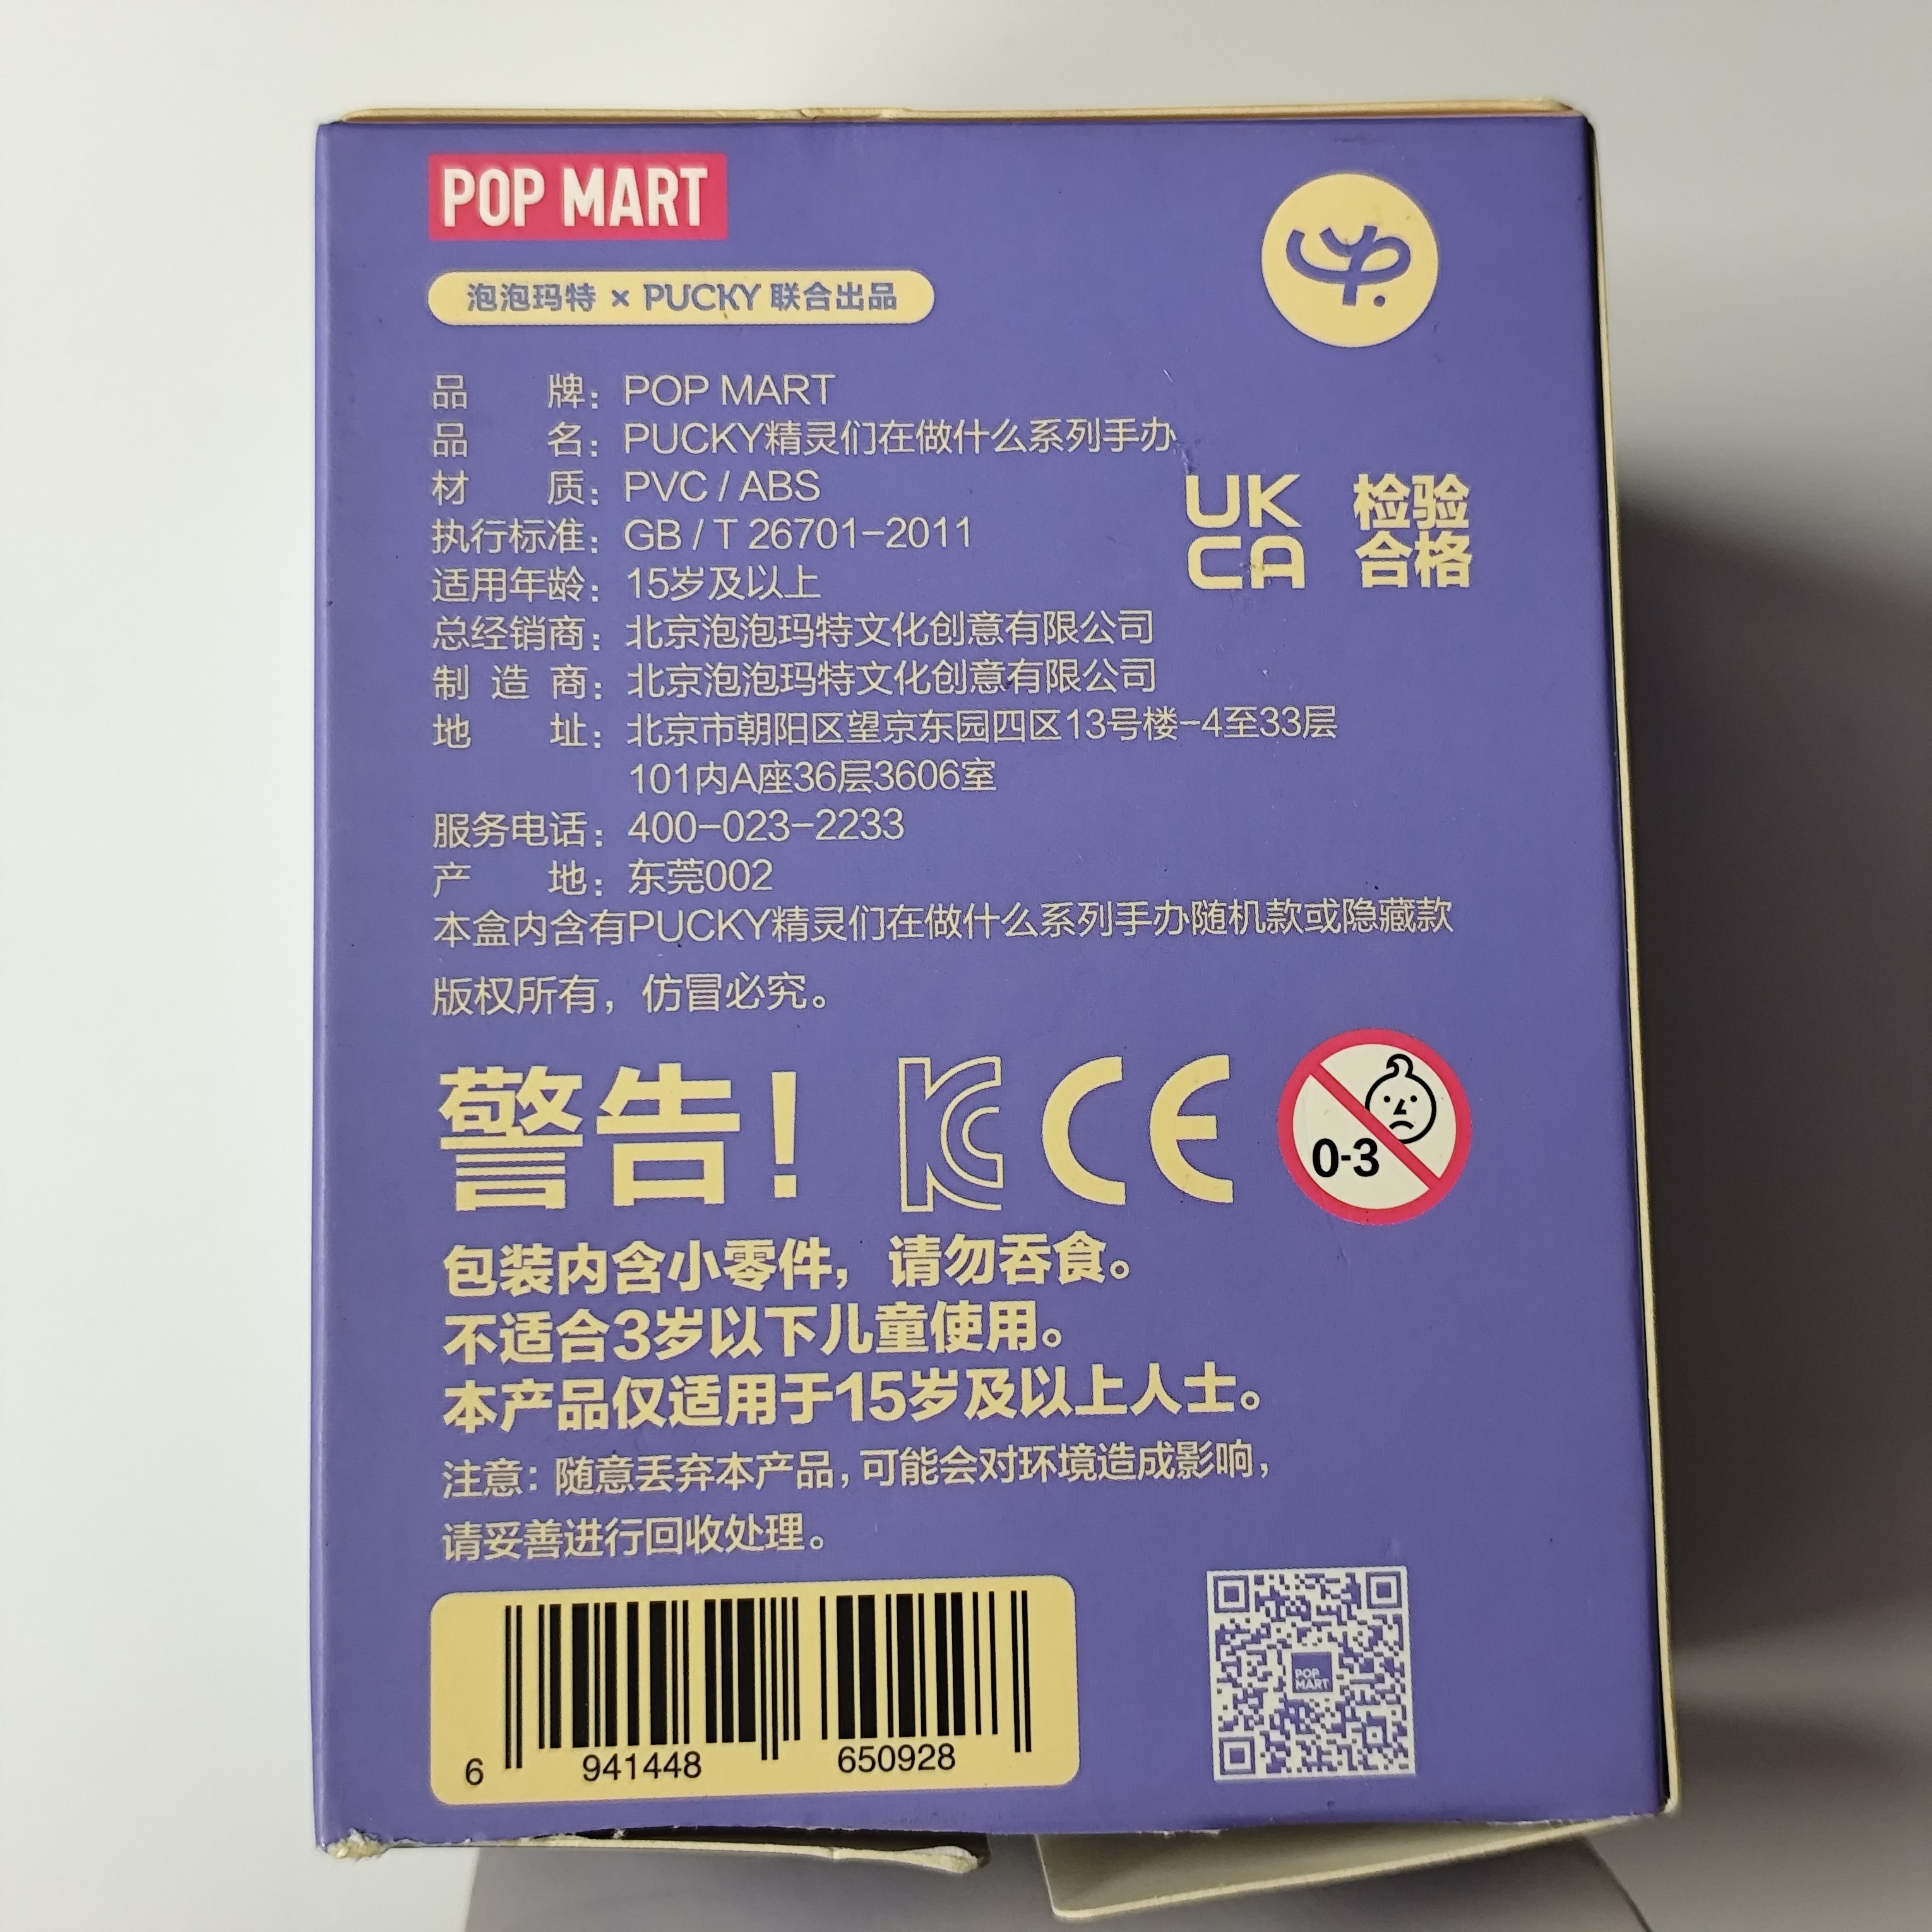 POP MART
泡泡玛特 × PUCKY 联合出品
品牌：POP MART
品名：PUCKY精灵们在做什么系列手办
材质：PVC / ABS
执行标准：GB / T 26701-2011
适用年龄：15岁及以上
UK
CA
检验
合格
总经销商：北京泡泡玛特文化创意有限公司
制造商：北京泡泡玛特文化创意有限公司
地址：北京市朝阳区望京东园四区13号楼-4至33层
101内A座36层3606室
服务电话：400-023-2233
产地：东莞002
本盒内含有PUCKY精灵们在做什么系列手办随机款或隐藏款
版权所有，仿冒必究。
警告！ KC CE 0-3
包装内含小零件，请勿吞食。
不适合3岁以下儿童使用。
本产品仅适用于15岁及以上人士。
注意：随意丢弃本产品，可能会对环境造成影响，
请妥善进行回收处理。
6 941448 650928
POP
MART